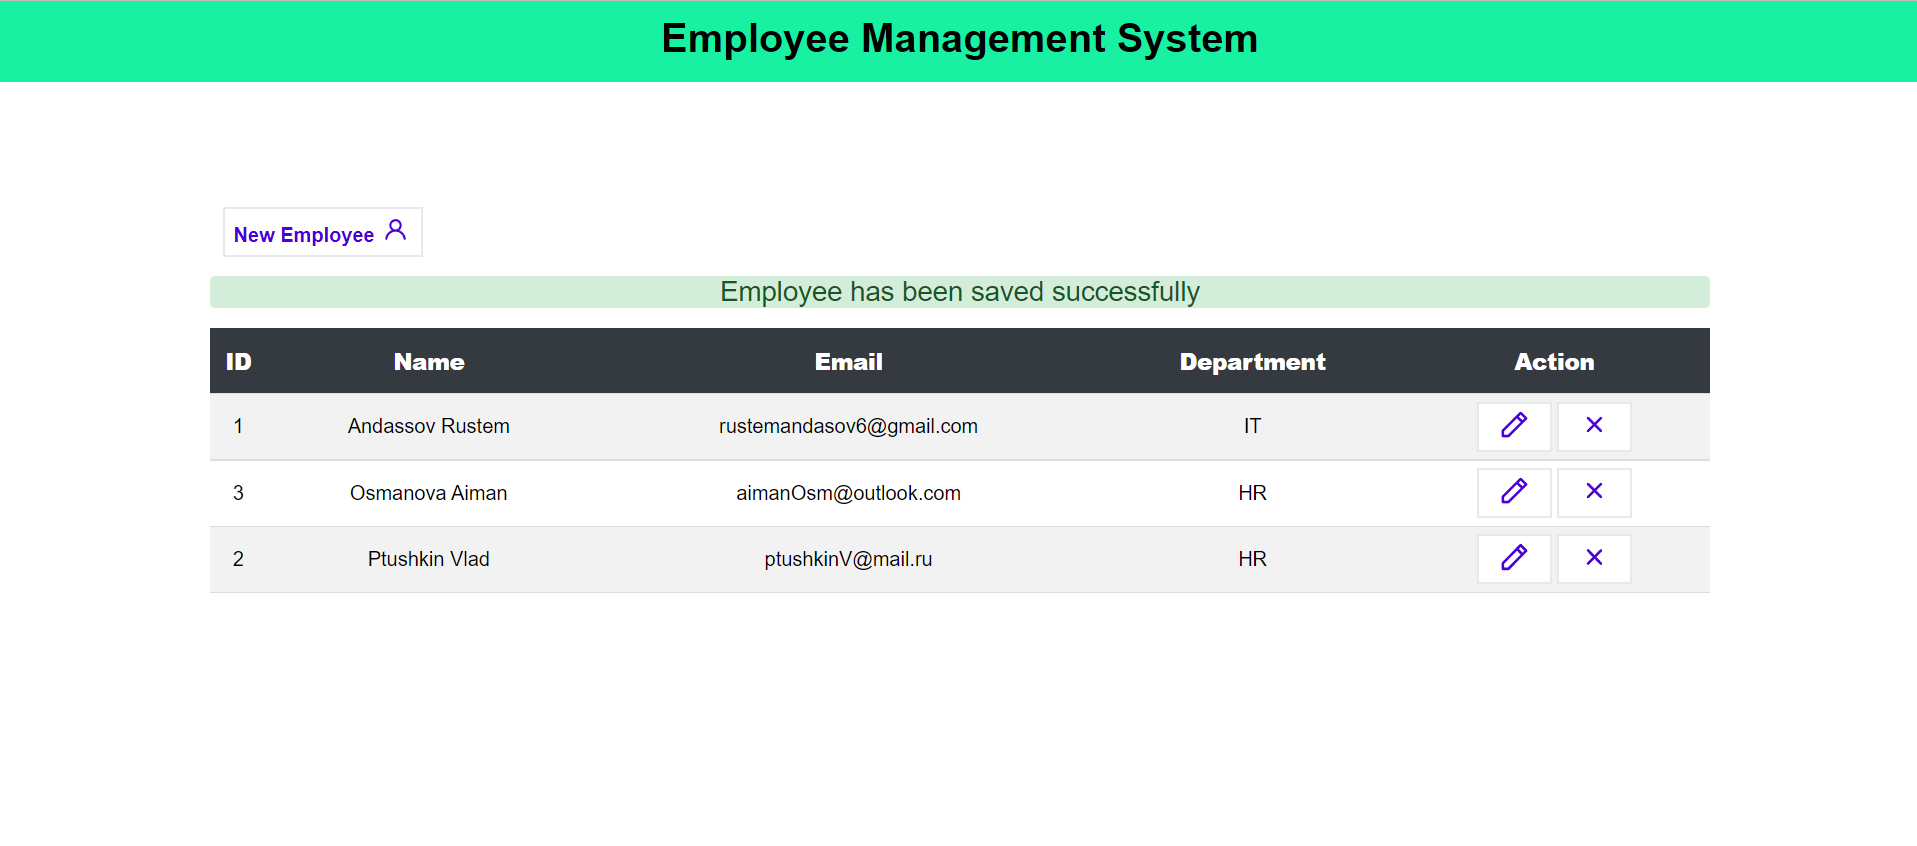 Employee Management System
New Employee
Employee has been saved successfully
ID Name Email Department Action
1 Andassov Rustem rustemandasov6@gmail.com IT
3 Osmanova Aiman aimanOsm@outlook.com HR
2 Ptushkin Vlad ptushkinV@mail.ru HR